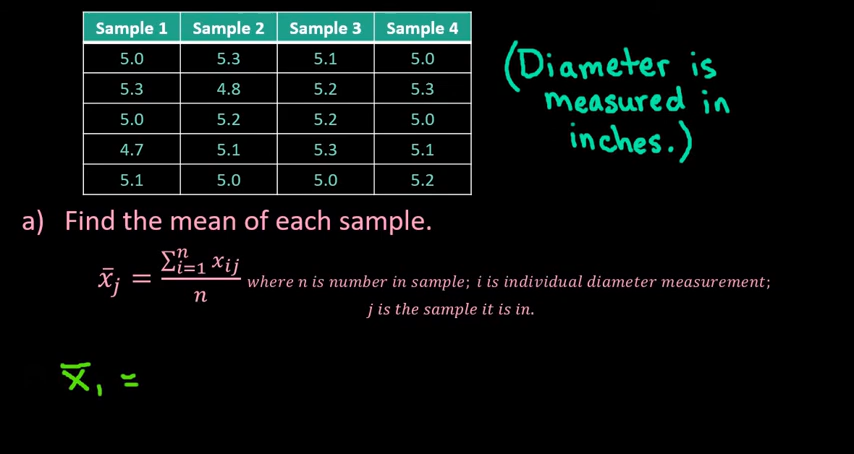 Sample 1 Sample 2 Sample 3 Sample 4
5.0 5.3 5.1 5.0
5.3 4.8 5.2 5.3
5.0 5.2 5.2 5.0
4.7 5.1 5.3 5.1
5.1 5.0 5.0 5.2
(Diameter is
measured in
inches.)
a) Find the mean of each sample.
x̄ⱼ = ∑ⁿᵢ₌₁ xᵢⱼ / n where n is number in sample; i is individual diameter measurement;
j is the sample it is in.
x̄₁ =